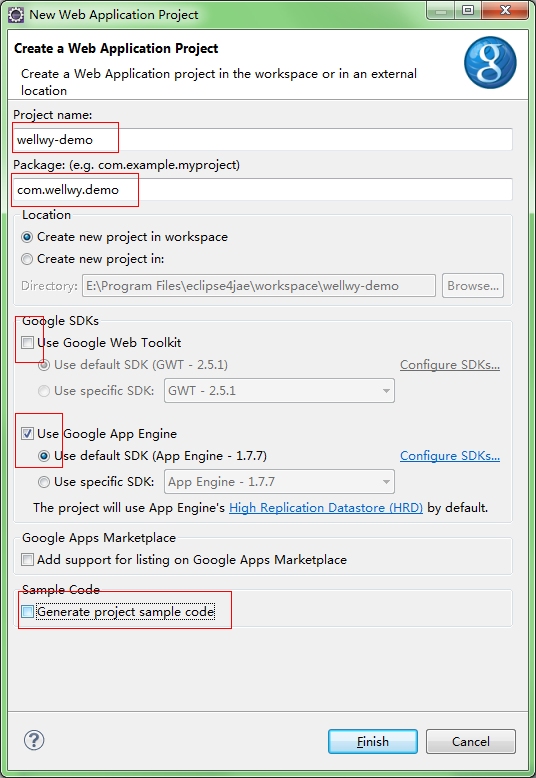 New Web Application Project
Create a Web Application Project
Create a Web Application project in the workspace or in an external
location
Project name:
wellwy-demo
Package: (e.g. com.example.myproject)
com.wellwy.demo
Location
Create new project in workspace
Create new project in:
Directory: E:\Program Files\eclipse4jae\workspace\wellwy-demo Browse...
Google SDKs
Use Google Web Toolkit
Use default SDK (GWT - 2.5.1) Configure SDKs...
Use specific SDK: GWT - 2.5.1
Use Google App Engine
Use default SDK (App Engine - 1.7.7) Configure SDKs...
Use specific SDK: App Engine - 1.7.7
The project will use App Engine's High Replication Datastore (HRD) by default.
Google Apps Marketplace
Add support for listing on Google Apps Marketplace
Sample Code
Generate project sample code
? Finish Cancel